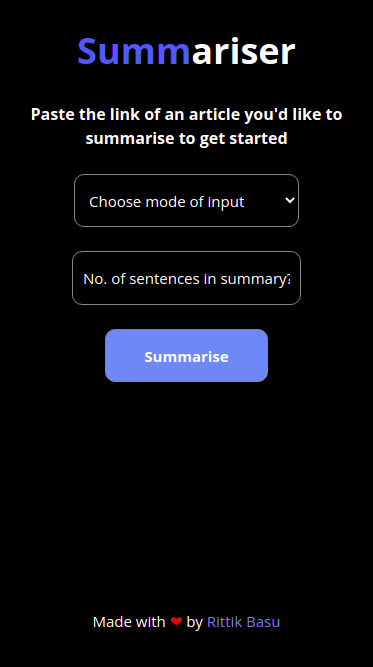 Summariser
Paste the link of an article you'd like to
summarise to get started
Choose mode of input
No. of sentences in summary?
Summarise
Made with ❤ by Rittik Basu